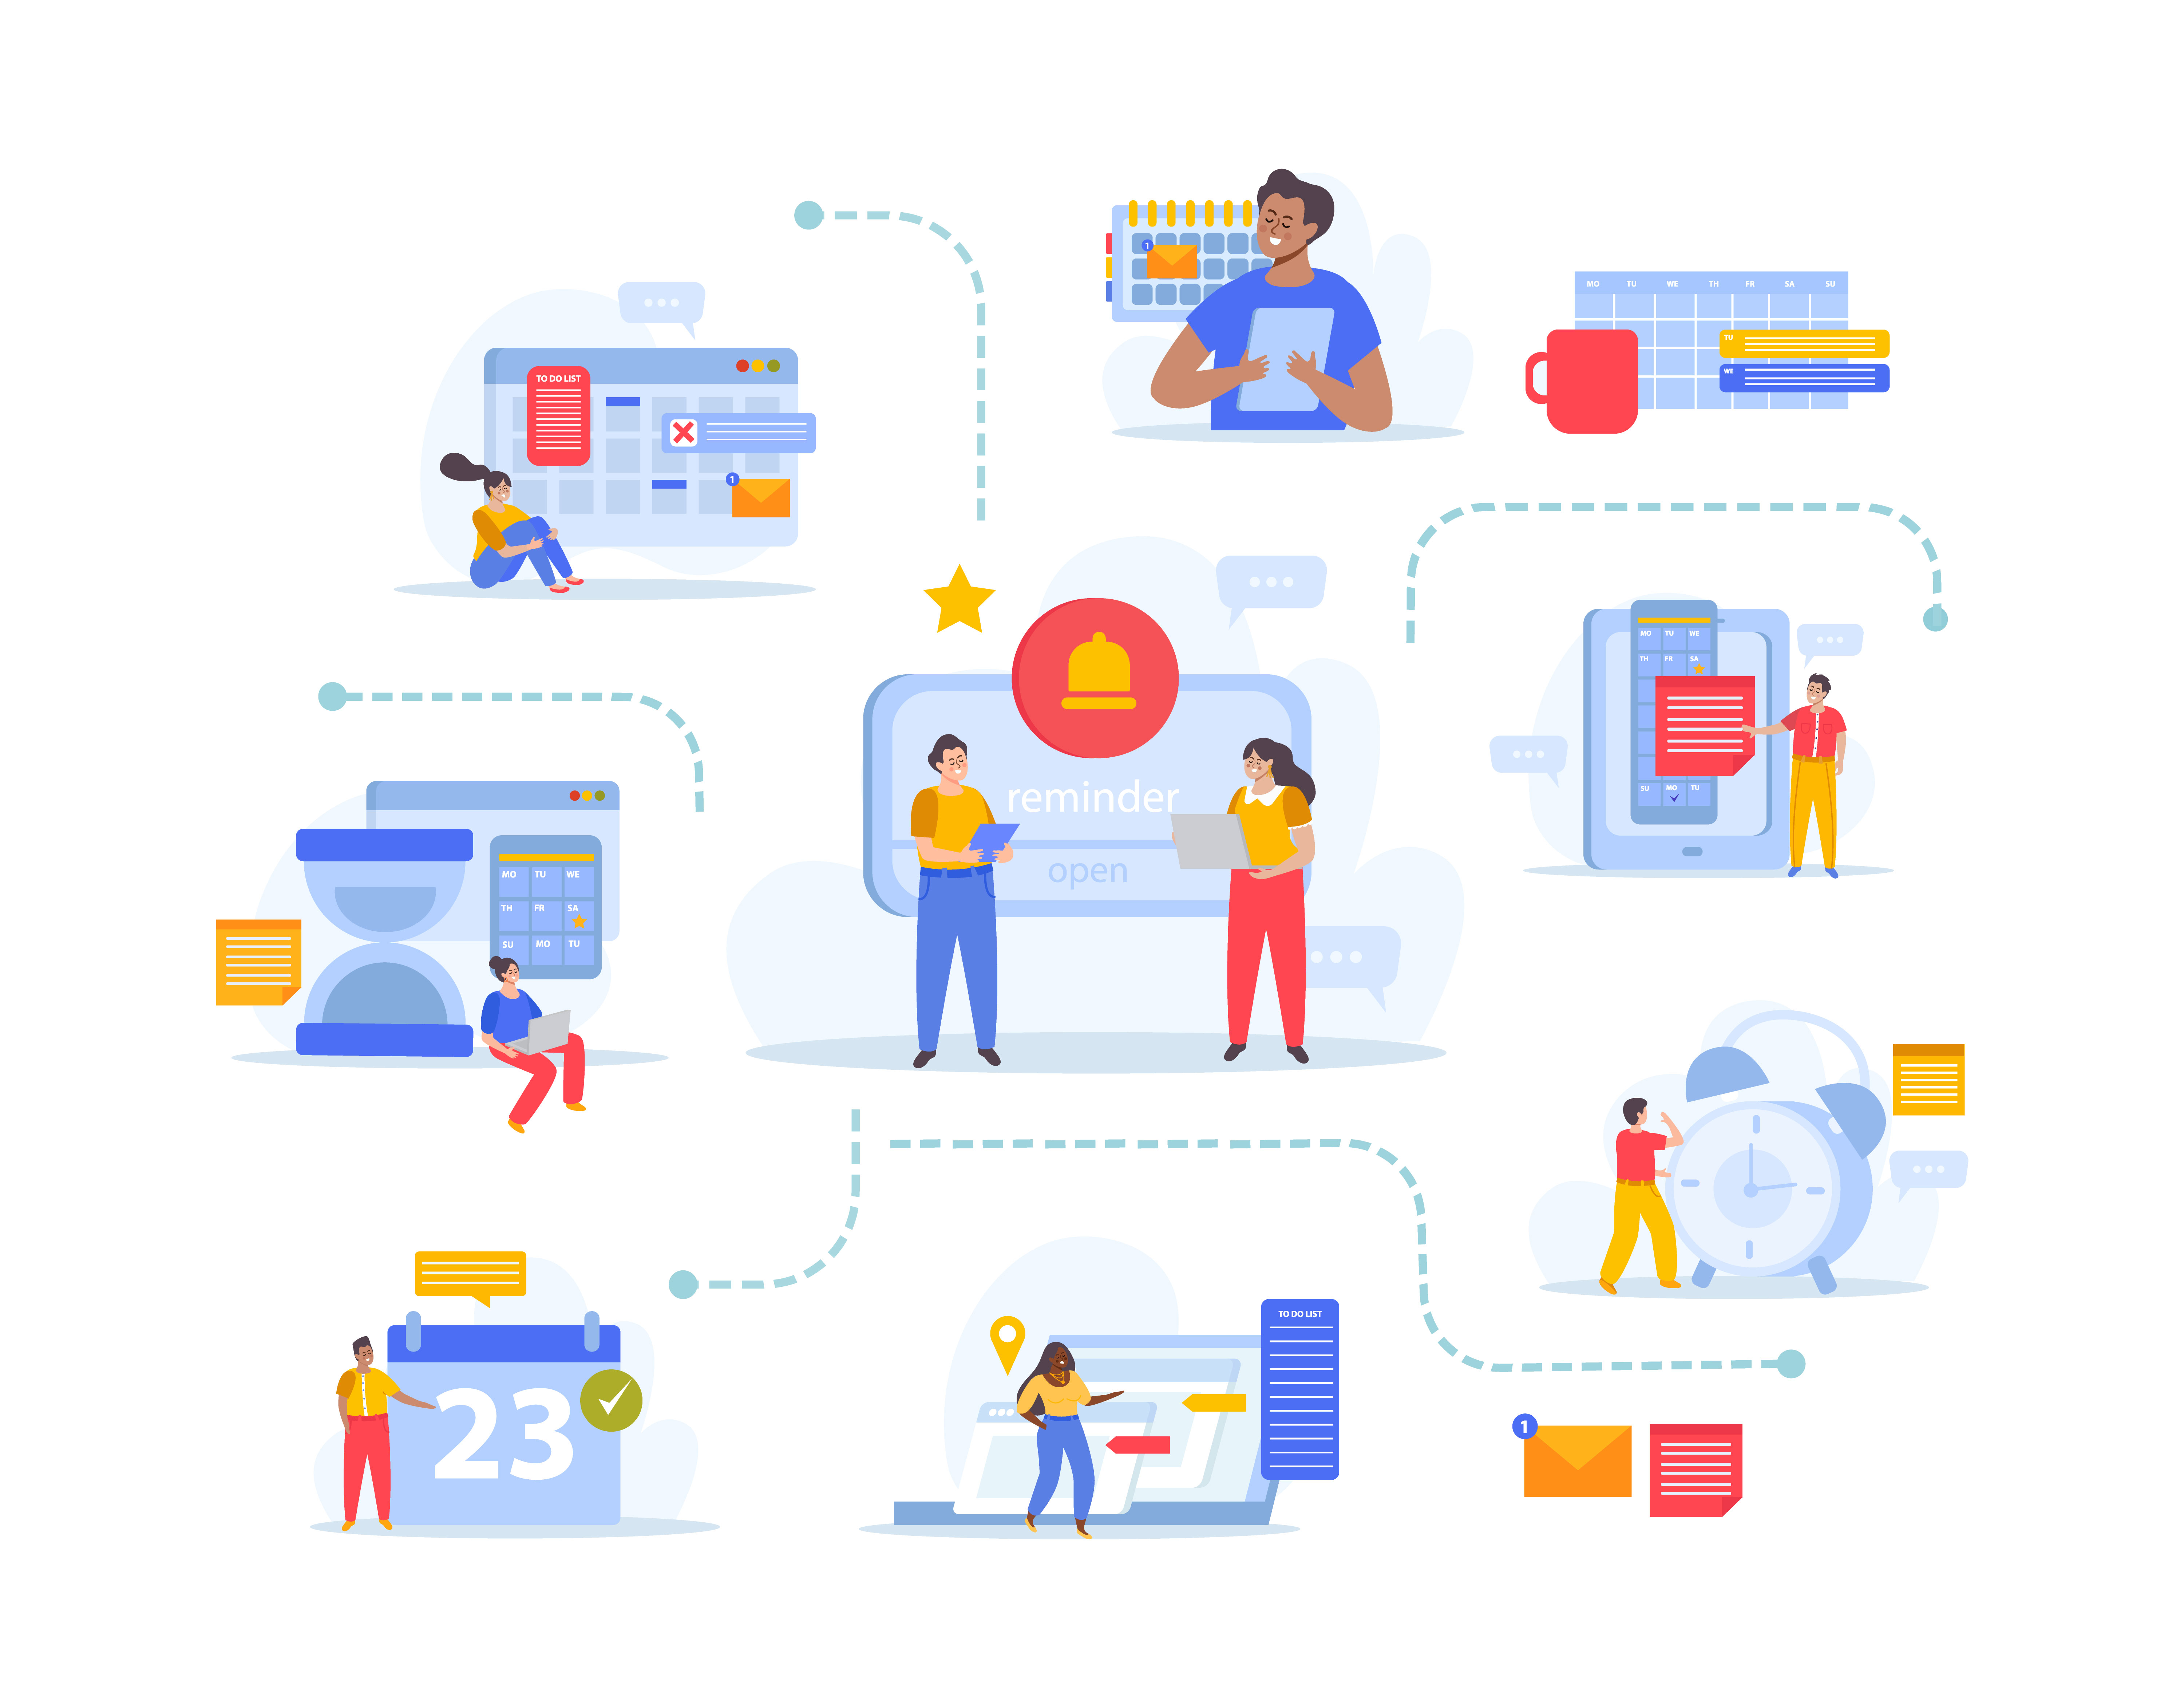 1
MO TU WE TH FR SA SU
TU
WE
TO DO LIST
1
MO TU WE
TH FR SA
SU MO TU
reminder
open
MO TU WE
TH FR SA
SU MO TU
23
TO DO LIST
1